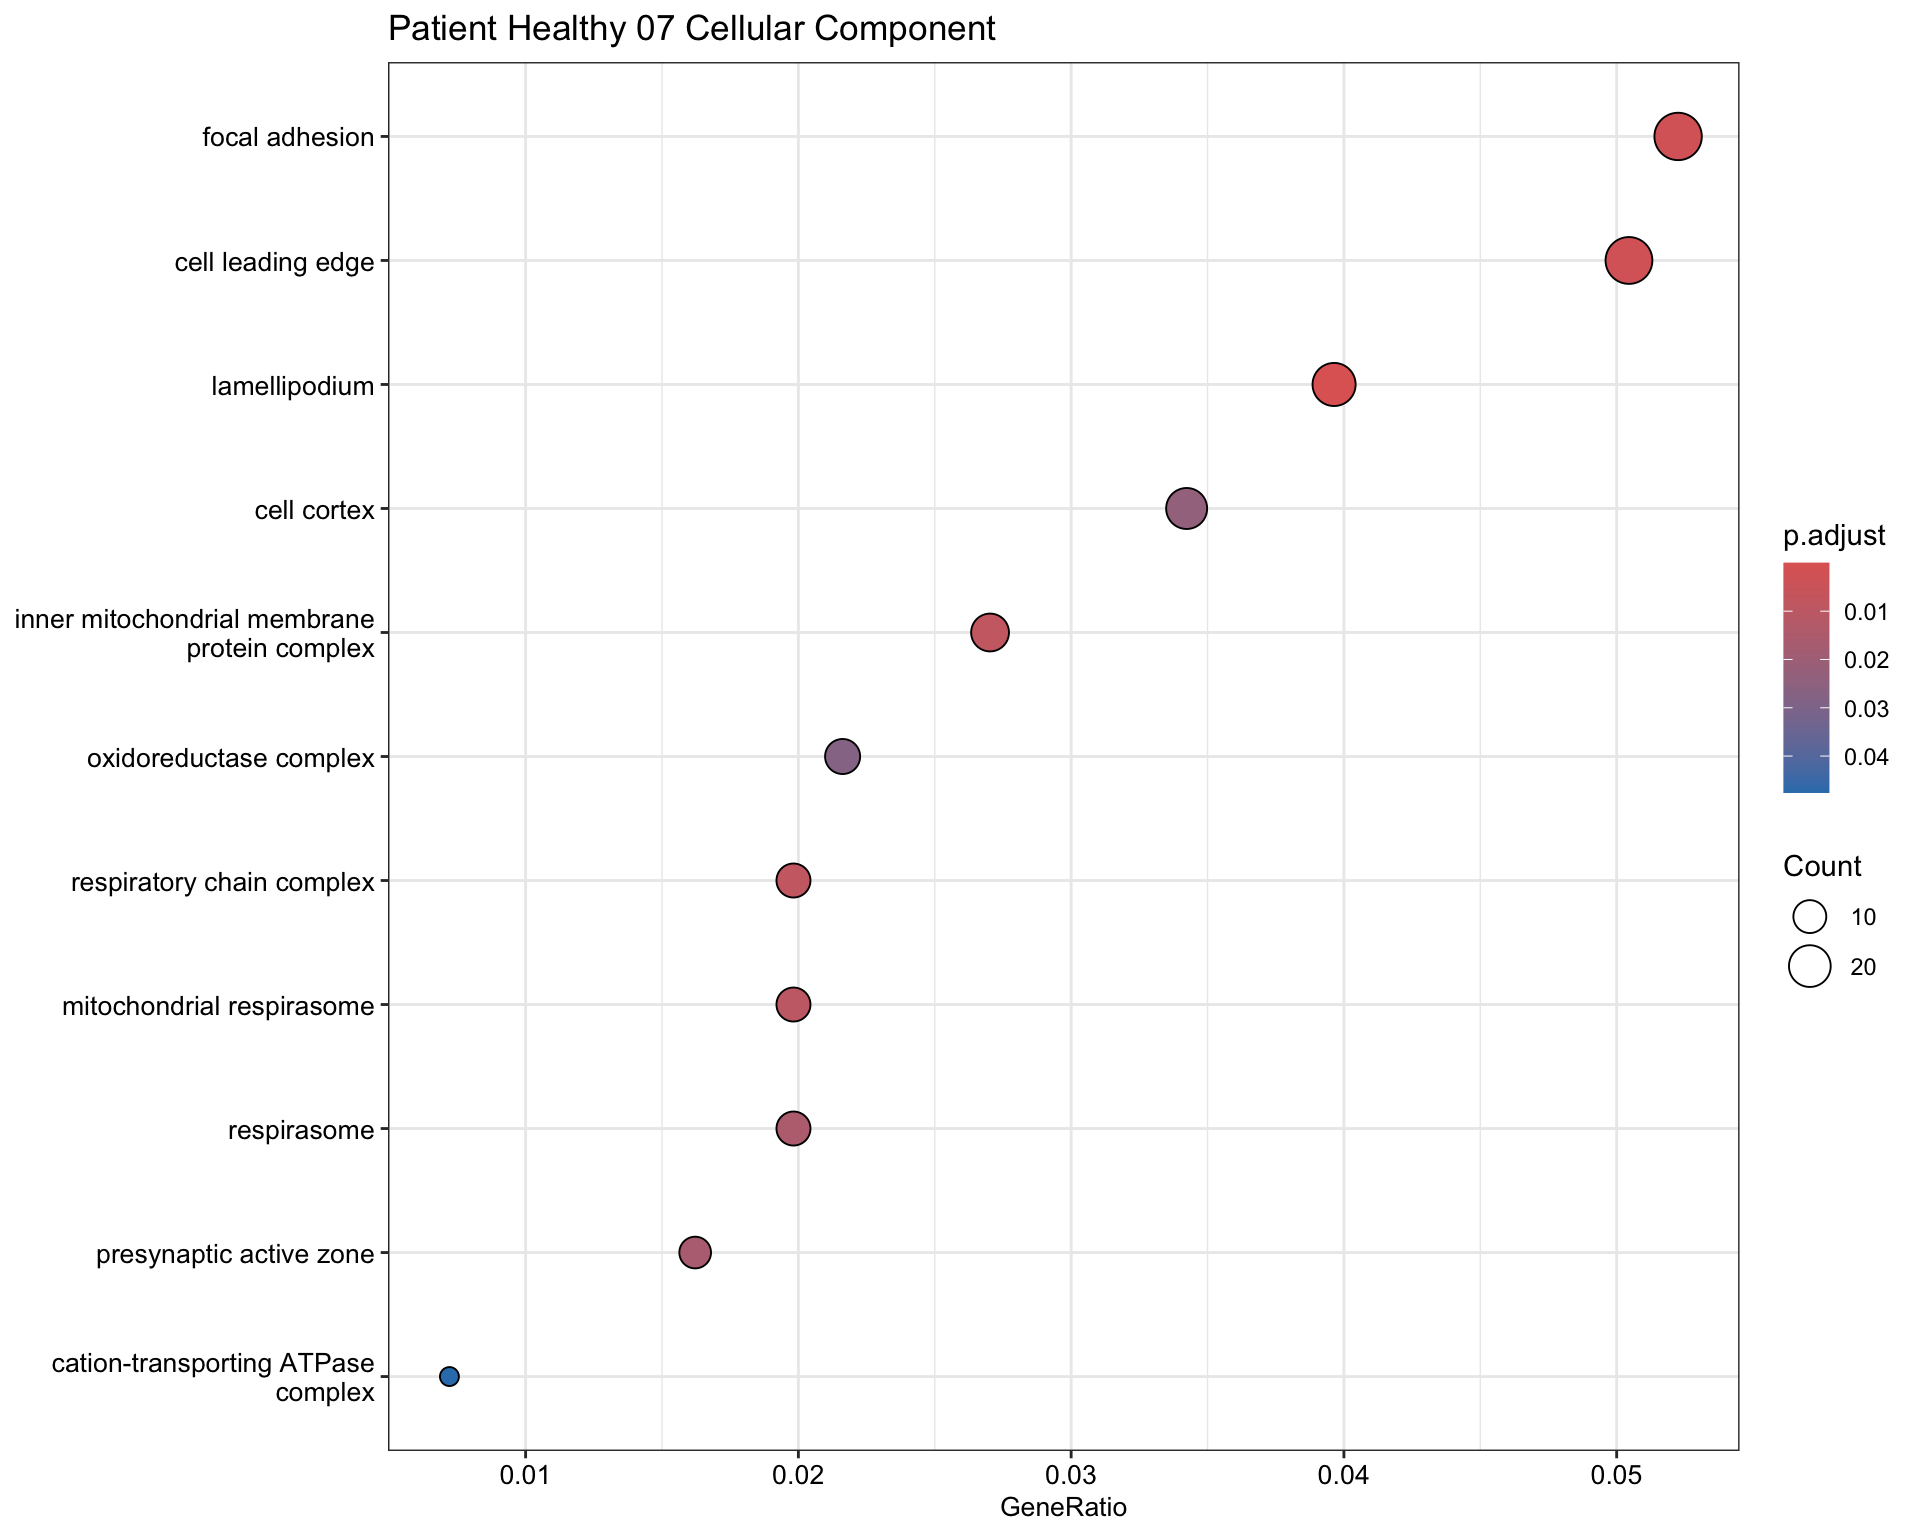 Patient Healthy 07 Cellular Component
focal adhesion
cell leading edge
lamellipodium
cell cortex
inner mitochondrial membrane
protein complex
oxidoreductase complex
respiratory chain complex
mitochondrial respirasome
respirasome
presynaptic active zone
cation-transporting ATPase
complex
0.01 0.02 0.03 0.04 0.05
GeneRatio
p.adjust
0.01
0.02
0.03
0.04
Count
10
20